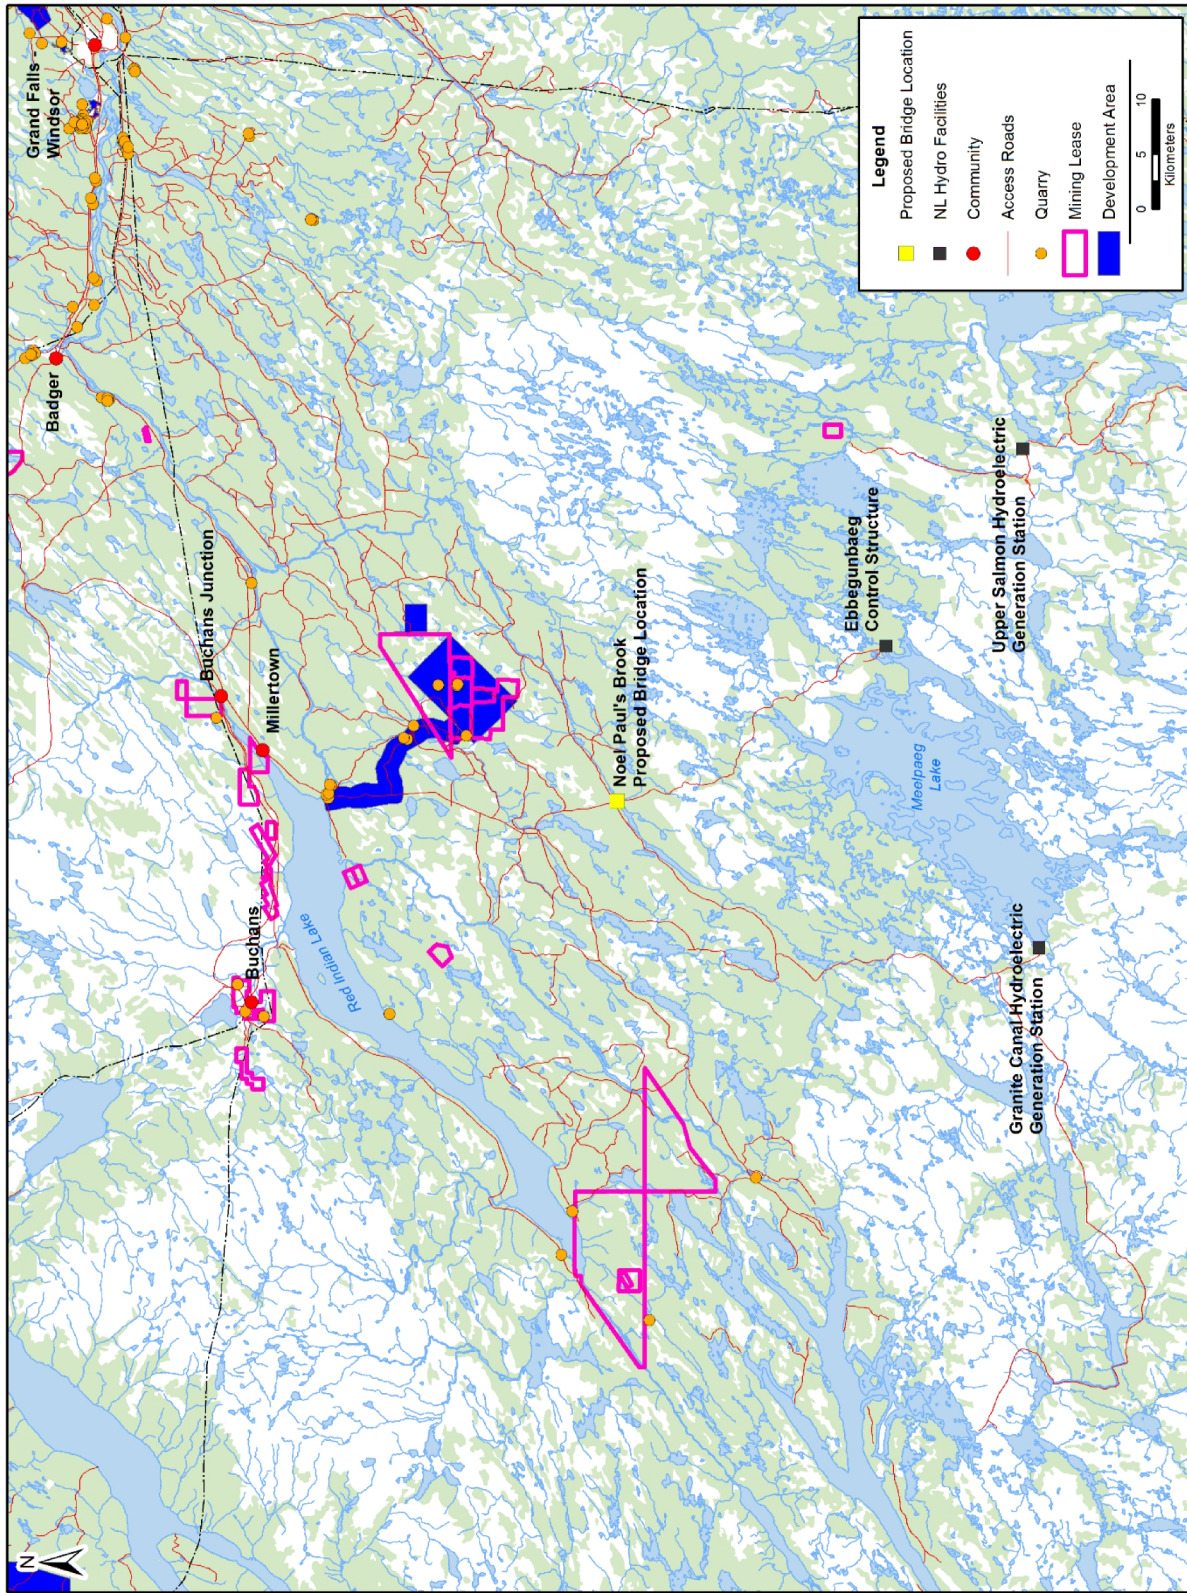 N
Grand Falls -
Windsor
Badger
Buchans Junction
Millertown
Buchans
Red Indian Lake
Noel Paul's Brook
Proposed Bridge Location
Ebbegunbaeg
Control Structure
Meelpaeg
Lake
Upper Salmon Hydroelectric
Generation Station
Granite Canal Hydroelectric
Generation Station
Legend
Proposed Bridge Location
NL Hydro Facilities
Community
Access Roads
Quarry
Mining Lease
Development Area
0 5 10
Kilometers